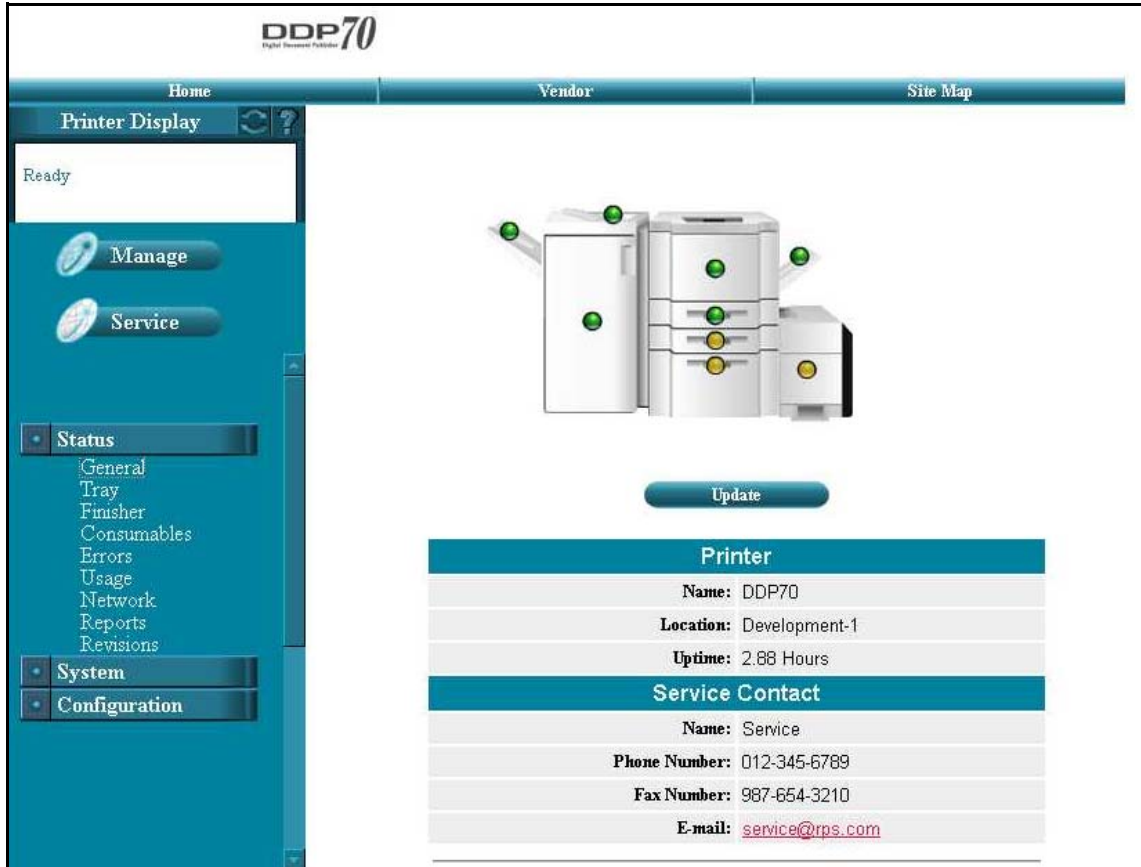 DDP70
Digital Document Publisher
Home
Vendor
Site Map
Printer Display
?
Ready
Manage
Service
Status
General
Tray
Finisher
Consumables
Errors
Usage
Network
Reports
Revisions
System
Configuration
Update
Printer
Name: DDP70
Location: Development-1
Uptime: 2.88 Hours
Service Contact
Name: Service
Phone Number: 012-345-6789
Fax Number: 987-654-3210
E-mail: service@rps.com